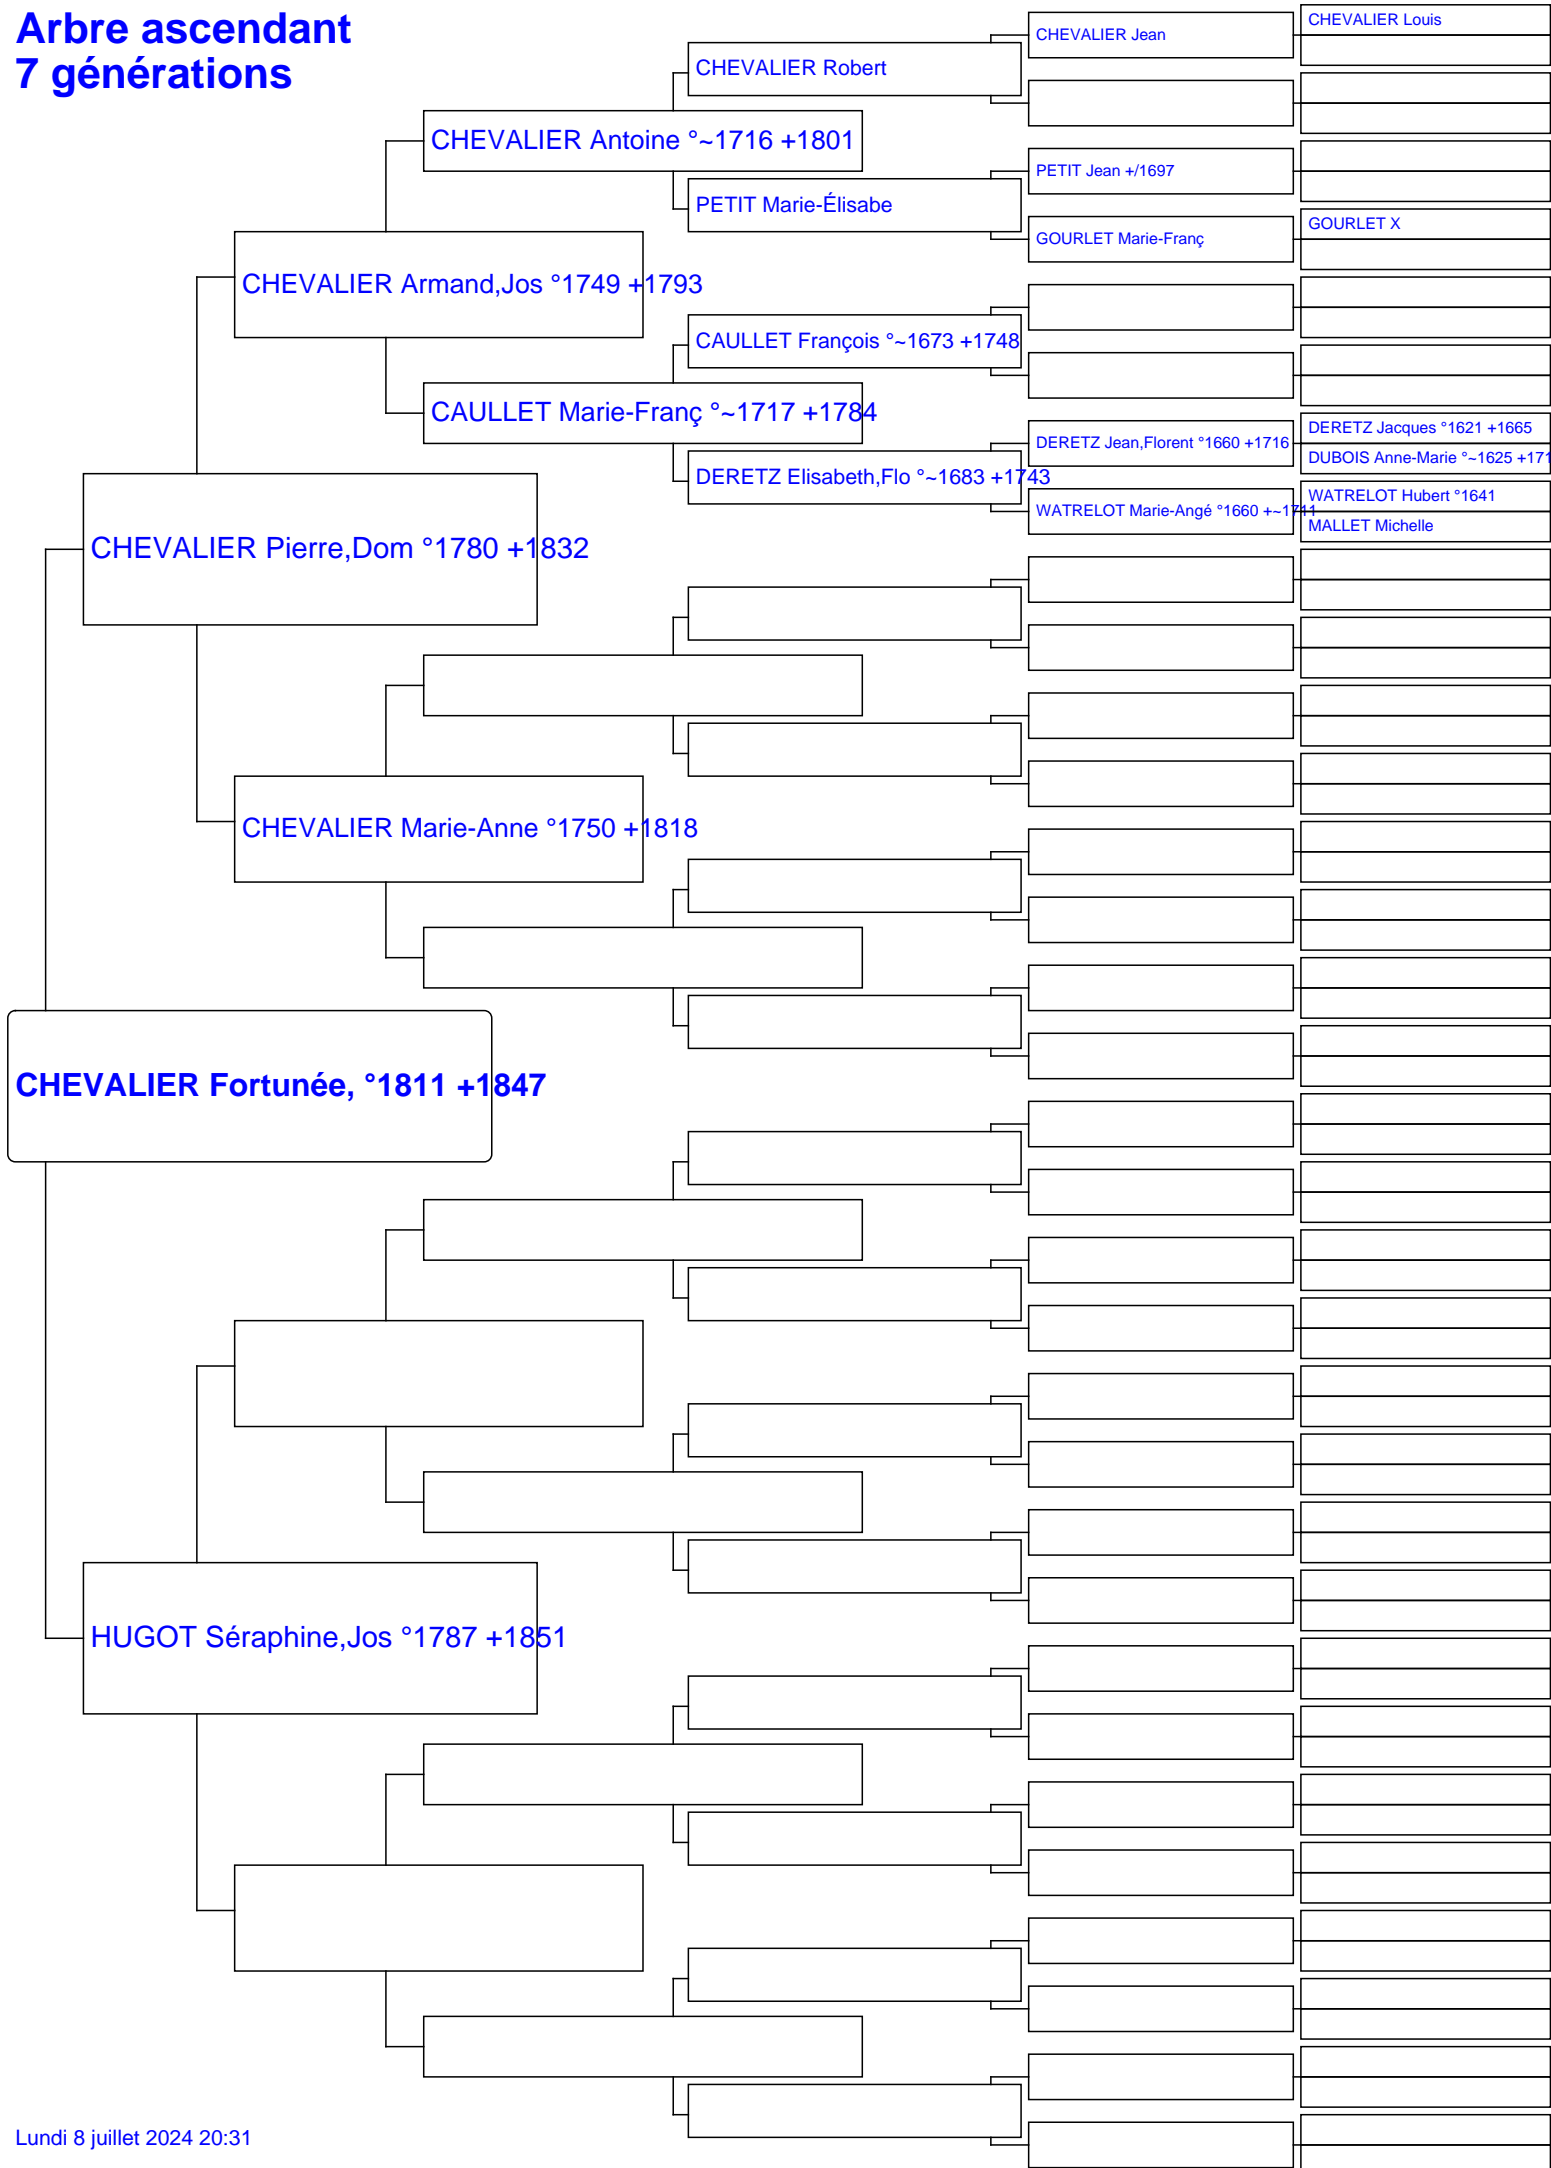 Arbre ascendant
7 générations
CHEVALIER Louis
CHEVALIER Jean
CHEVALIER Robert
CHEVALIER Antoine °~1716 +1801
PETIT Jean +/1697
PETIT Marie-Élisabe
GOURLET X
GOURLET Marie-Franç
CHEVALIER Armand,Jos °1749 +1793
CAULLET François °~1673 +1748
CAULLET Marie-Franç °~1717 +1784
DERETZ Jacques °1621 +1665
DERETZ Jean,Florent °1660 +1716
DUBOIS Anne-Marie °~1625 +171
DERETZ Elisabeth,Flo °~1683 +1743
WATRELOT Hubert °1641
WATRELOT Marie-Angé °1660 +~1711
MALLET Michelle
CHEVALIER Pierre,Dom °1780 +1832
CHEVALIER Marie-Anne °1750 +1818
CHEVALIER Fortunée, °1811 +1847
HUGOT Séraphine,Jos °1787 +1851
Lundi 8 juillet 2024 20:31